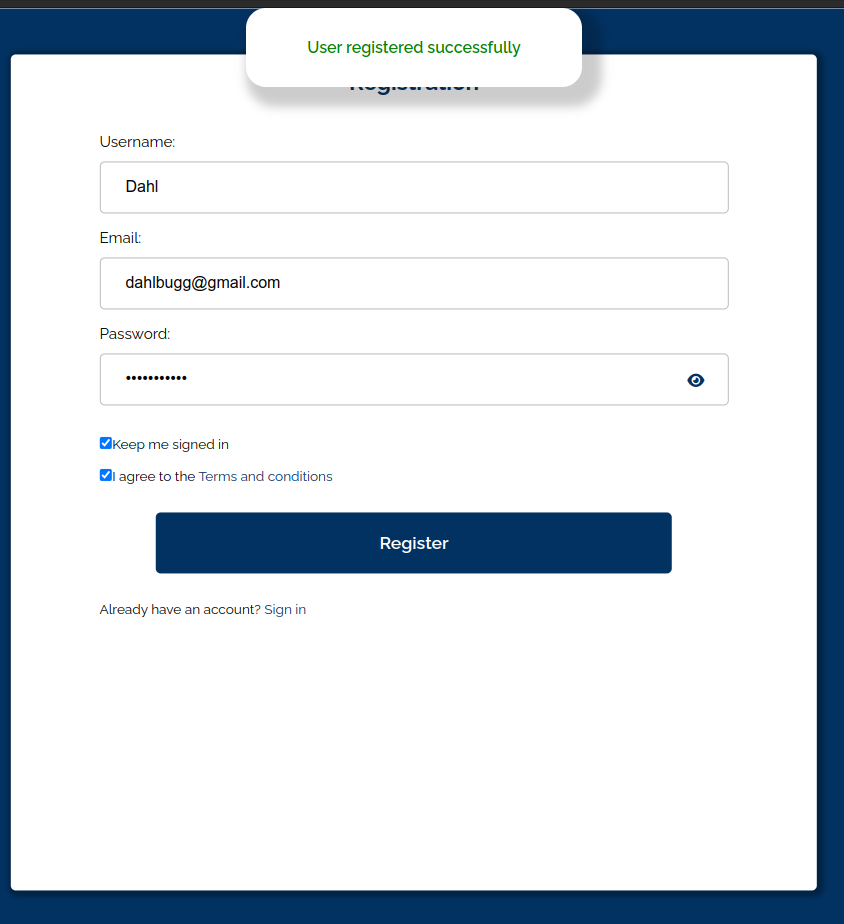 User registered successfully
Registration
Username:
Dahl
Email:
dahlbugg@gmail.com
Password:
•••••••••••
Keep me signed in
I agree to the Terms and conditions
Register
Already have an account? Sign in